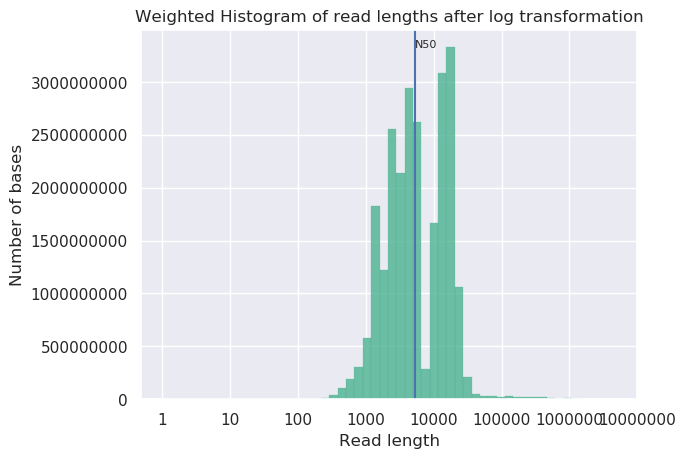 Weighted Histogram of read lengths after log transformation
N50
3000000000
2500000000
2000000000
1500000000
1000000000
500000000
0
Number of bases
1 10 100 1000 10000 100000 1000000 10000000
Read length